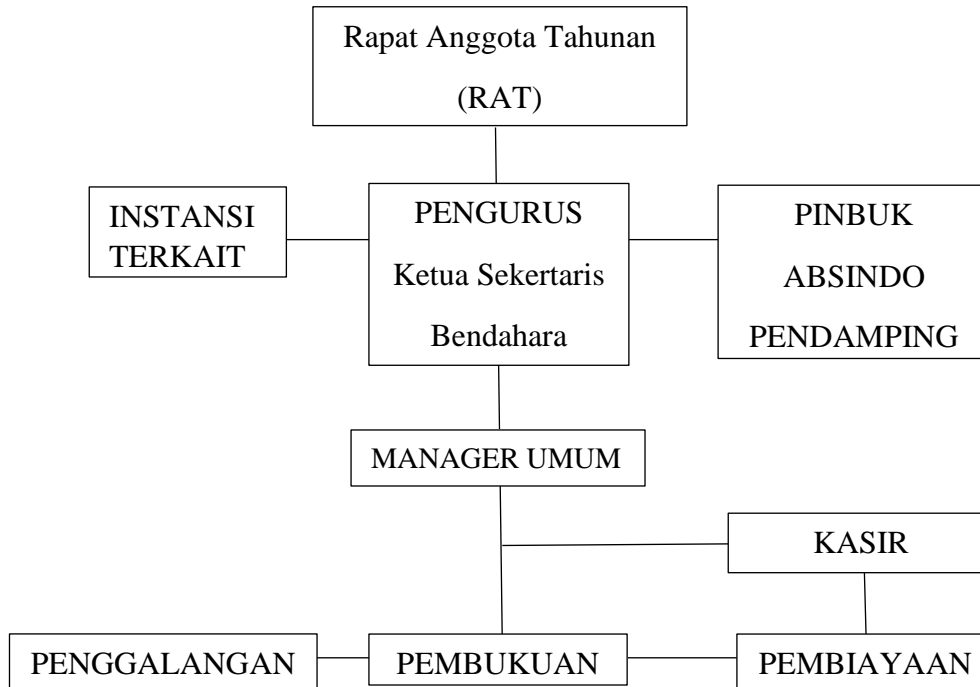 Rapat Anggota Tahunan
(RAT)
INSTANSI
TERKAIT
PENGURUS
Ketua Sekertaris
Bendahara
PINBUK
ABSINDO
PENDAMPING
MANAGER UMUM
KASIR
PENGGALANGAN
PEMBUKUAN
PEMBIAYAAN